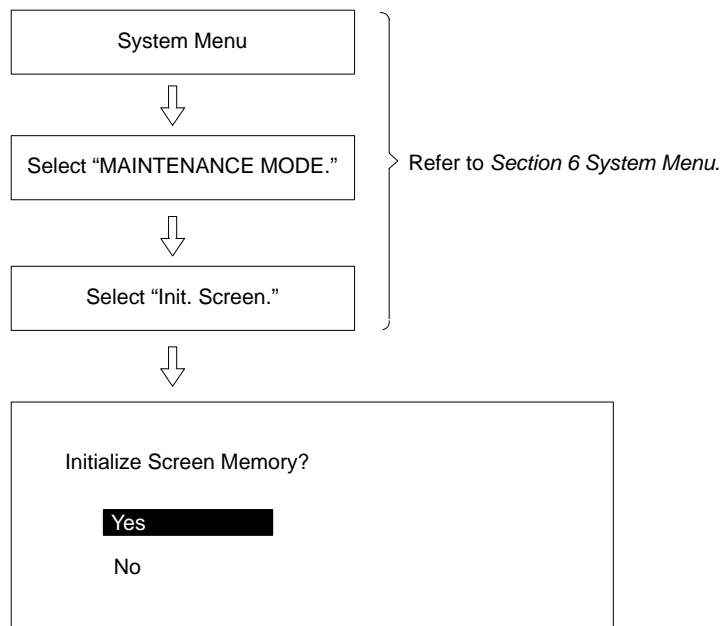 System Menu
Select “MAINTENANCE MODE.”
Refer to Section 6 System Menu.
Select “Init. Screen.”
Initialize Screen Memory?
Yes
No